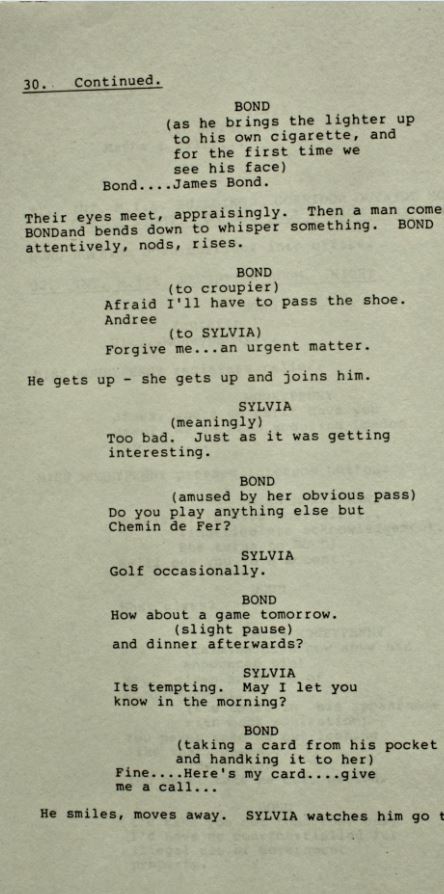 30. Continued.
BOND
(as he brings the lighter up
to his own cigarette, and
for the first time we
see his face)
Bond....James Bond.
Their eyes meet, appraisingly. Then a man come
BONDand bends down to whisper something. BOND
attentively, nods, rises.
BOND
(to croupier)
Afraid I'll have to pass the shoe.
Andree
(to SYLVIA)
Forgive me...an urgent matter.
He gets up - she gets up and joins him.
SYLVIA
(meaningly)
Too bad. Just as it was getting
interesting.
BOND
(amused by her obvious pass)
Do you play anything else but
Chemin de Fer?
SYLVIA
Golf occasionally.
BOND
How about a game tomorrow.
(slight pause)
and dinner afterwards?
SYLVIA
Its tempting. May I let you
know in the morning?
BOND
(taking a card from his pocket
and handking it to her)
Fine....Here's my card....give
me a call...
He smiles, moves away. SYLVIA watches him go t